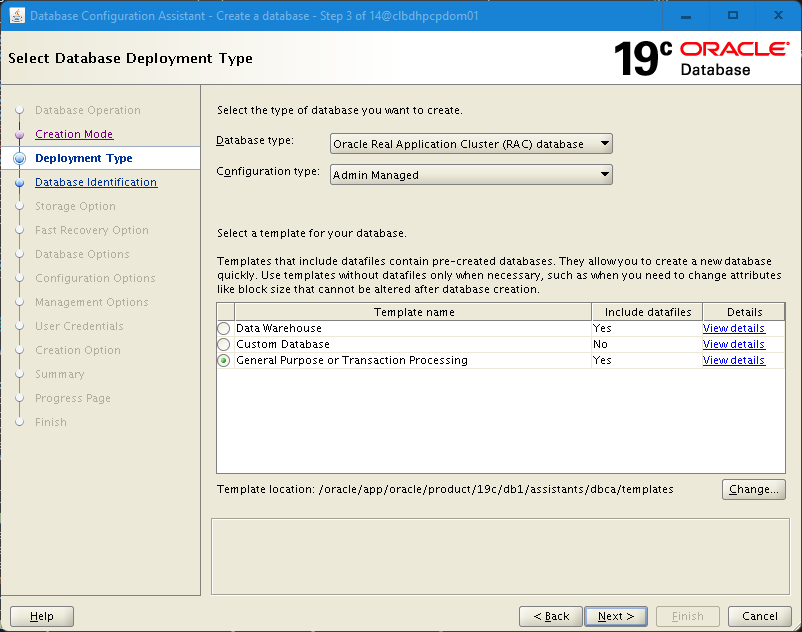 Database Configuration Assistant - Create a database - Step 3 of 14@clbdhpcpdom01
Select Database Deployment Type
19c ORACLE
Database
Database Operation
Creation Mode
Deployment Type
Database Identification
Storage Option
Fast Recovery Option
Database Options
Configuration Options
Management Options
User Credentials
Creation Option
Summary
Progress Page
Finish
Select the type of database you want to create.
Database type: Oracle Real Application Cluster (RAC) database
Configuration type: Admin Managed
Select a template for your database.
Templates that include datafiles contain pre-created databases. They allow you to create a new database
quickly. Use templates without datafiles only when necessary, such as when you need to change attributes
like block size that cannot be altered after database creation.
Template name Include datafiles Details
Data Warehouse Yes View details
Custom Database No View details
General Purpose or Transaction Processing Yes View details
Template location: /oracle/app/oracle/product/19c/db1/assistants/dbca/templates Change...
Help < Back Next > Finish Cancel